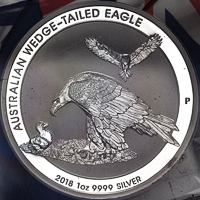 AUSTRALIAN WEDGE-TAILED EAGLE
P
2018 1oz 9999 SILVER